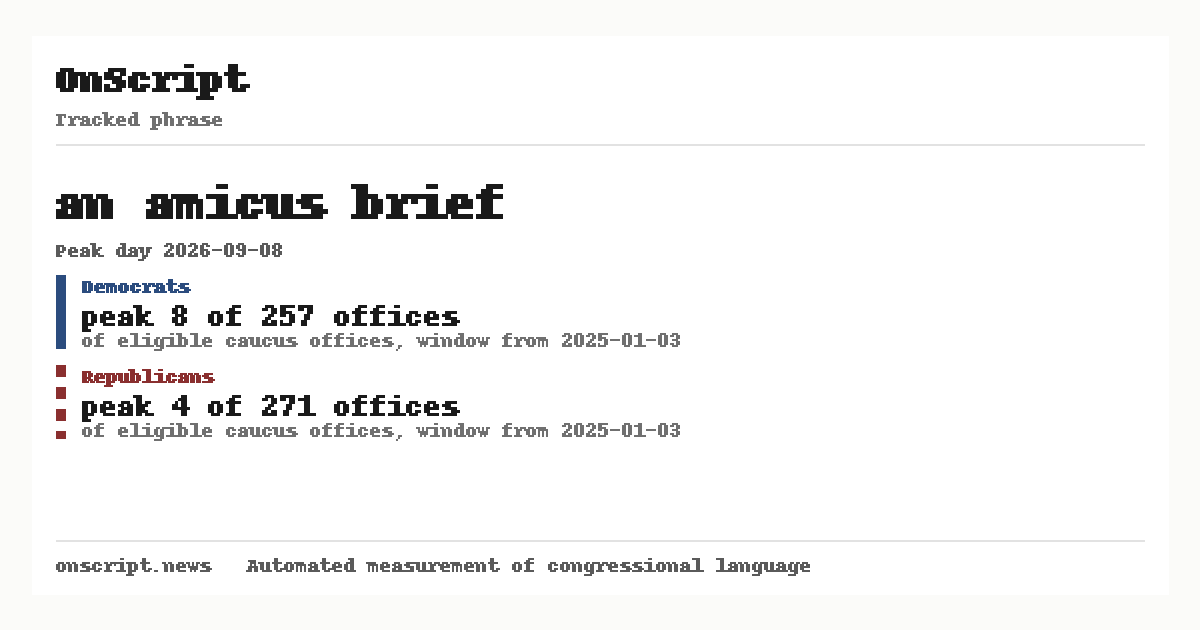 OnScript
Tracked phrase
an amicus brief
Peak day 2026-09-08
Democrats
peak 8 of 257 offices
of eligible caucus offices, window from 2025-01-03
Republicans
peak 4 of 271 offices
of eligible caucus offices, window from 2025-01-03
onscript.news Automated measurement of congressional language